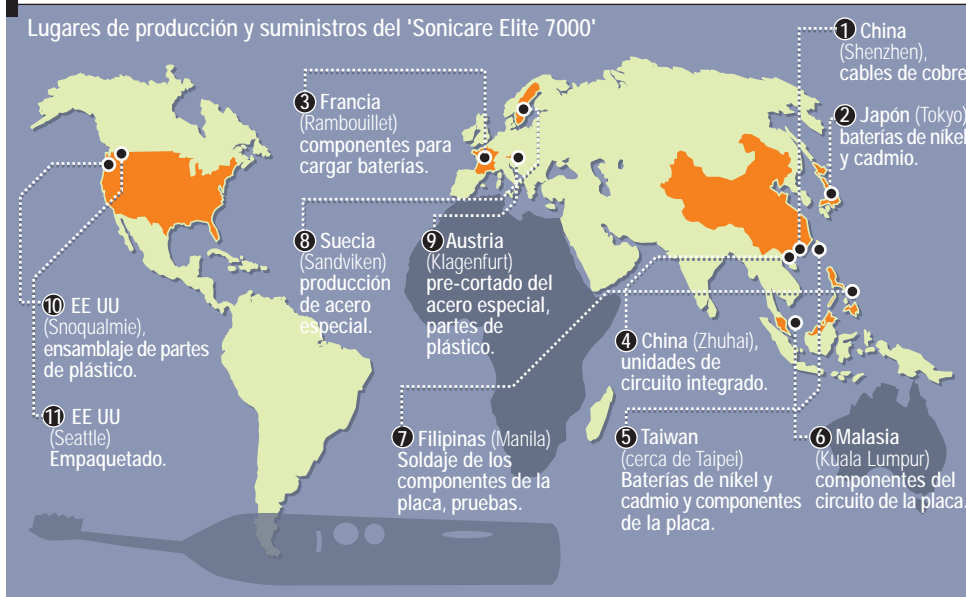 Lugares de producción y suministros del 'Sonicare Elite 7000'
1 China
(Shenzhen),
cables de cobre
2 Japón (Tokyo)
baterías de níkel
y cadmio.
3 Francia
(Rambouillet)
componentes para
cargar baterías.
4 China (Zhuhai),
unidades de
circuito integrado.
5 Taiwan
(cerca de Taipei)
Baterías de níkel y
cadmio y componentes
de la placa.
6 Malasia
(Kuala Lumpur)
componentes del
circuito de la placa.
7 Filipinas (Manila)
Soldaje de los
componentes de la
placa, pruebas.
8 Suecia
(Sandviken)
producción
de acero
especial.
9 Austria
(Klagenfurt)
pre-cortado del
acero especial,
partes de
plástico.
10 EE UU
(Snoqualmie),
ensamblaje de partes
de plástico.
11 EE UU
(Seattle)
Empaquetado.